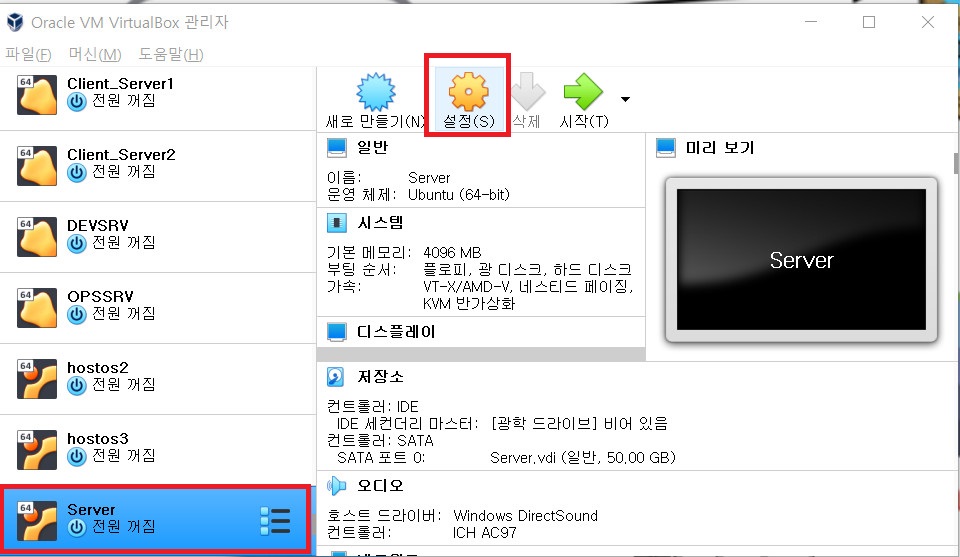 Oracle VM VirtualBox 관리자
파일(F) 머신(M) 도움말(H)
64
Client_Server1
전원 꺼짐
64
Client_Server2
전원 꺼짐
64
DEVSRV
전원 꺼짐
64
OPSSRV
전원 꺼짐
64
hostos2
전원 꺼짐
64
hostos3
전원 꺼짐
64
Server
전원 꺼짐
새로 만들기(N) 설정(S) 삭제 시작(T)
일반
이름: Server
운영 체제: Ubuntu (64-bit)
시스템
기본 메모리: 4096 MB
부팅 순서: 플로피, 광 디스크, 하드 디스크
가속: VT-X/AMD-V, 네스티드 페이징,
KVM 반가상화
디스플레이
미리 보기
Server
저장소
컨트롤러: IDE
IDE 세컨더리 마스터: [광학 드라이브] 비어 있음
컨트롤러: SATA
SATA 포트 0: Server.vdi (일반, 50.00 GB)
오디오
호스트 드라이버: Windows DirectSound
컨트롤러: ICH AC97